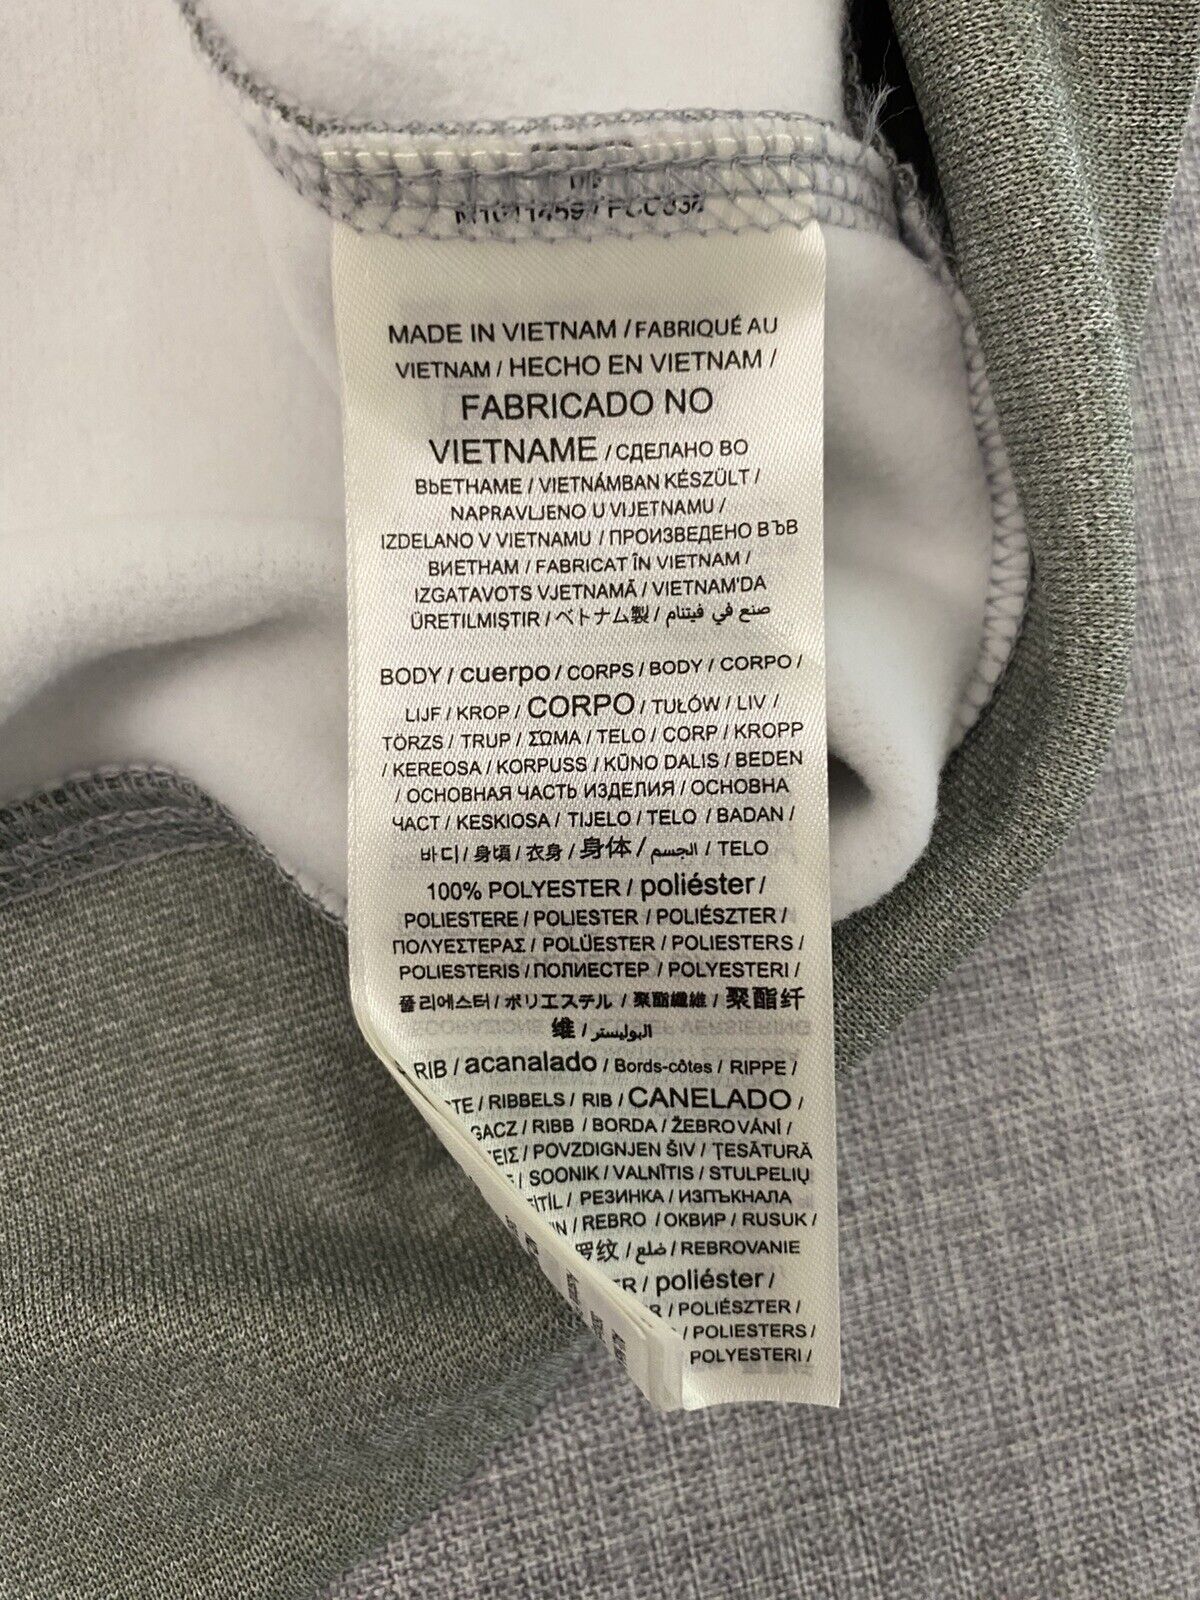 MADE IN VIETNAM / FABRIQUÉ AU
VIETNAM / HECHO EN VIETNAM /
FABRICADO NO
VIETNAME / СДЕЛАНО ВО
ВЬЕТНАМЕ / VIETNÁMBAN KÉSZÜLT /
NAPRAVLJENO U VIJETNAMU /
IZDELANO V VIETNAMU / ПРОИЗВЕДЕНО ВЪВ
ВИЕТНАМ / FABRICAT ÎN VIETNAM /
IZGATAVOTS VJETNAMĀ / VIETNAM'DA
ÜRETILMIŞTIR / ベトナム製 / صنع في فيتنام
BODY / cuerpo / CORPS / BODY / CORPO /
LIJF / KROP / CORPO / TUŁÓW / LIV /
TÖRZS / TRUP / ΣΩΜΑ / TELO / CORP / KROPP
/ KEREOSA / KORPUSS / KŪNO DALIS / BEDEN
/ ОСНОВНАЯ ЧАСТЬ ИЗДЕЛИЯ / ОСНОВНА
ЧАСТ / KESKIOSA / TIJELO / TELO / BADAN /
바디 / 身頃 / 衣身 / 身体 / الجسم / TELO
100% POLYESTER / poliéster /
POLIESTERE / POLIESTER / POLIÉSZTER /
ΠΟΛΥΕΣΤΕΡΑΣ / POLÜESTER / POLIESTERS /
POLIESTERIS / ПОЛИЕСТЕР / POLYESTERI /
폴리에스터 / ポリエステル / 聚酯纖維 / 聚酯纤
维 / البوليستر
RIB / acanalado / Bords-côtes / RIPPE /
/ RIBBELS / RIB / CANELADO /
/ RIBB / BORDA / ŽEBROVÁNÍ /
/ POVZDIGNJEN ŠIV / ŢESĂTURĂ
/ SOONIK / VALNĪTIS / STULPELIŲ
/ РЕЗИНКА / ИЗПЪКНАЛА
/ REBRO / ОКВИР / RUSUK /
罗纹 / ضلع / REBROVANIE
/ poliéster /
/ POLIÉSZTER /
/ POLIESTERS /
POLYESTERI /